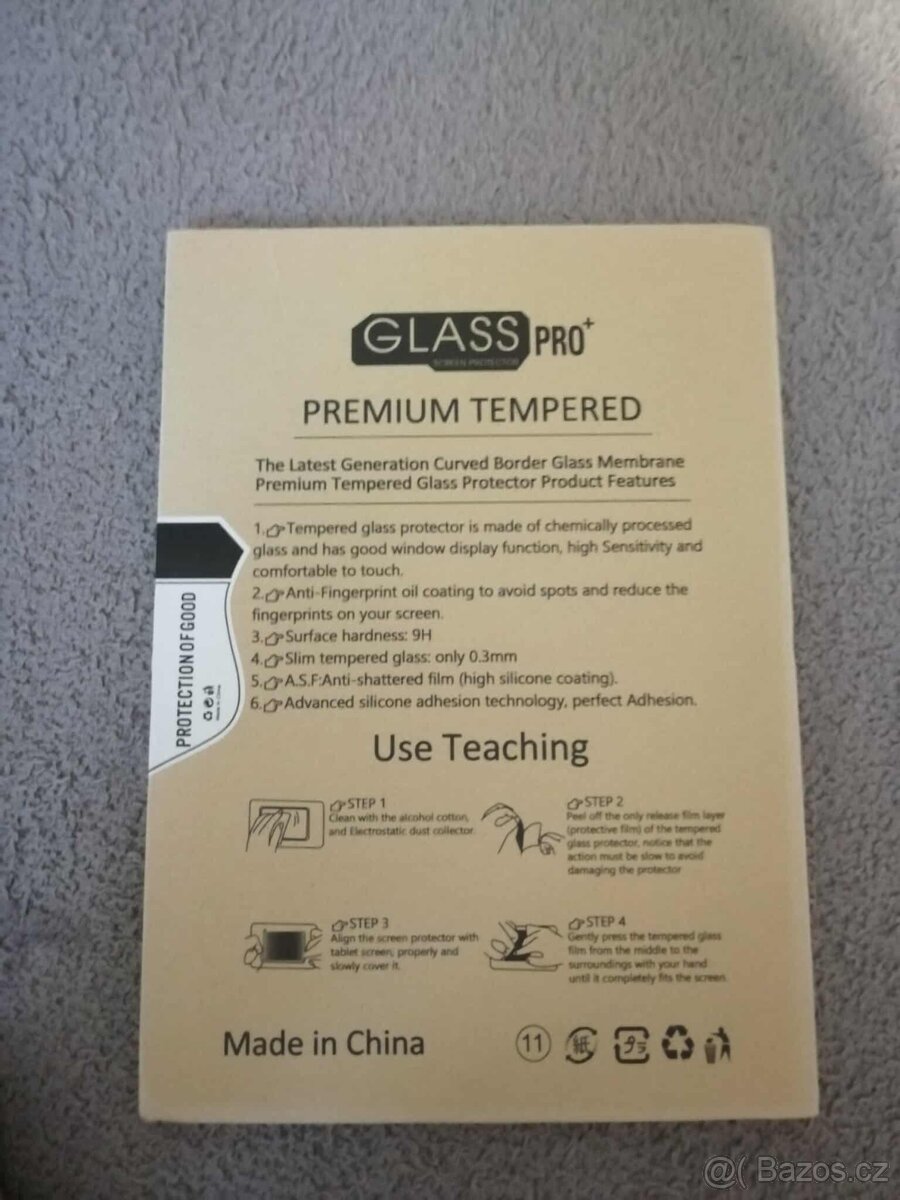 GLASS PRO+
SCREEN PROTECTOR
PREMIUM TEMPERED
The Latest Generation Curved Border Glass Membrane
Premium Tempered Glass Protector Product Features
1.Tempered glass protector is made of chemically processed
glass and has good window display function, high Sensitivity and
comfortable to touch.
2.Anti-Fingerprint oil coating to avoid spots and reduce the
fingerprints on your screen.
3.Surface hardness: 9H
4.Slim tempered glass: only 0.3mm
5.A.S.F:Anti-shattered film (high silicone coating).
6.Advanced silicone adhesion technology, perfect Adhesion.
PROTECTION OF GOOD
Made in China
Use Teaching
STEP 1
Clean with the alcohol cotton,
and Electrostatic dust collector.
STEP 2
Peel off the only release film layer
(protective film) of the tempered
glass protector, notice that the
action must be slow to avoid
damaging the protector
STEP 3
Align the screen protector with
tablet screen, properly and
slowly cover it.
STEP 4
Gently press the tempered glass
film from the middle to the
surroundings with your hand
until it completely fits the screen.
Made in China
11 紙 プラ
@( Bazos.cz